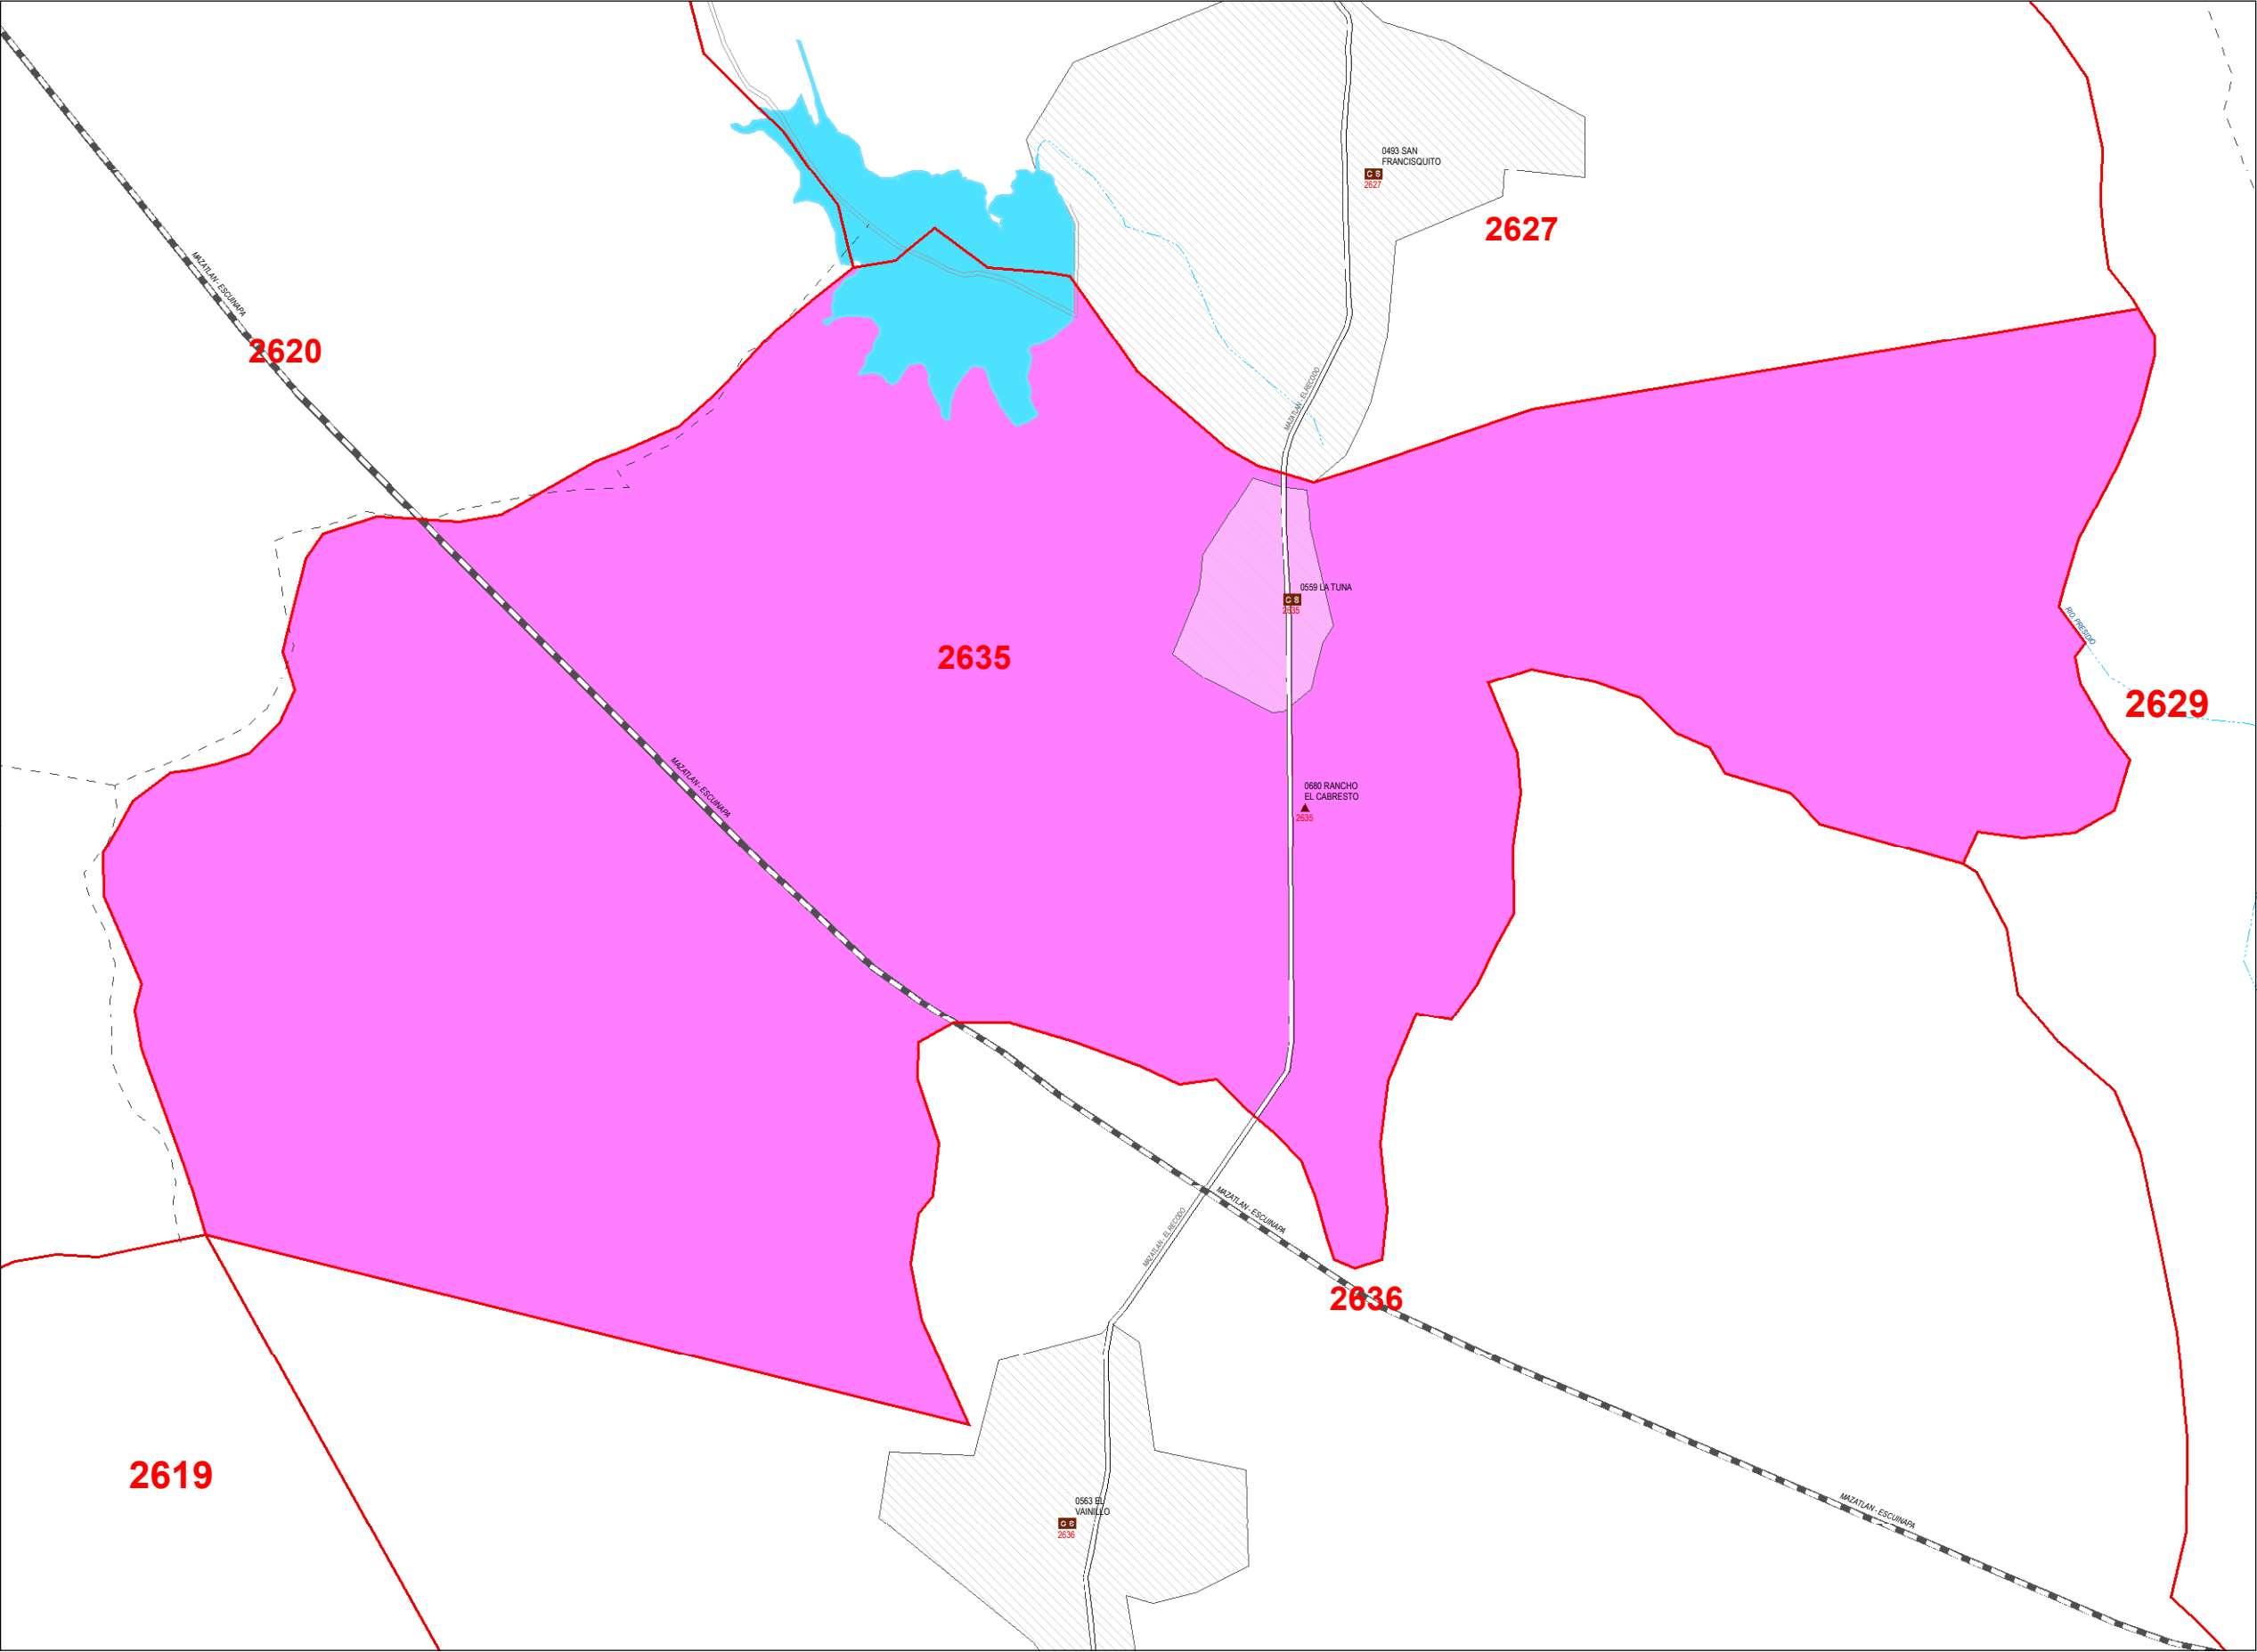 0493 SAN
FRANCISQUITO
C S
2627
2627
MAZATLAN - ESCUINAPA
2620
MAZATLAN - EL RECODO
0559 LA TUNA
C S
2635
RIO PRESIDIO
2635
2629
MAZATLAN - ESCUINAPA
0680 RANCHO
EL CABRESTO
2635
MAZATLAN - ESCUINAPA
MAZATLAN - EL RECODO
2636
2619
0563 EL
VAINILLO
C S
2636
MAZATLAN - ESCUINAPA